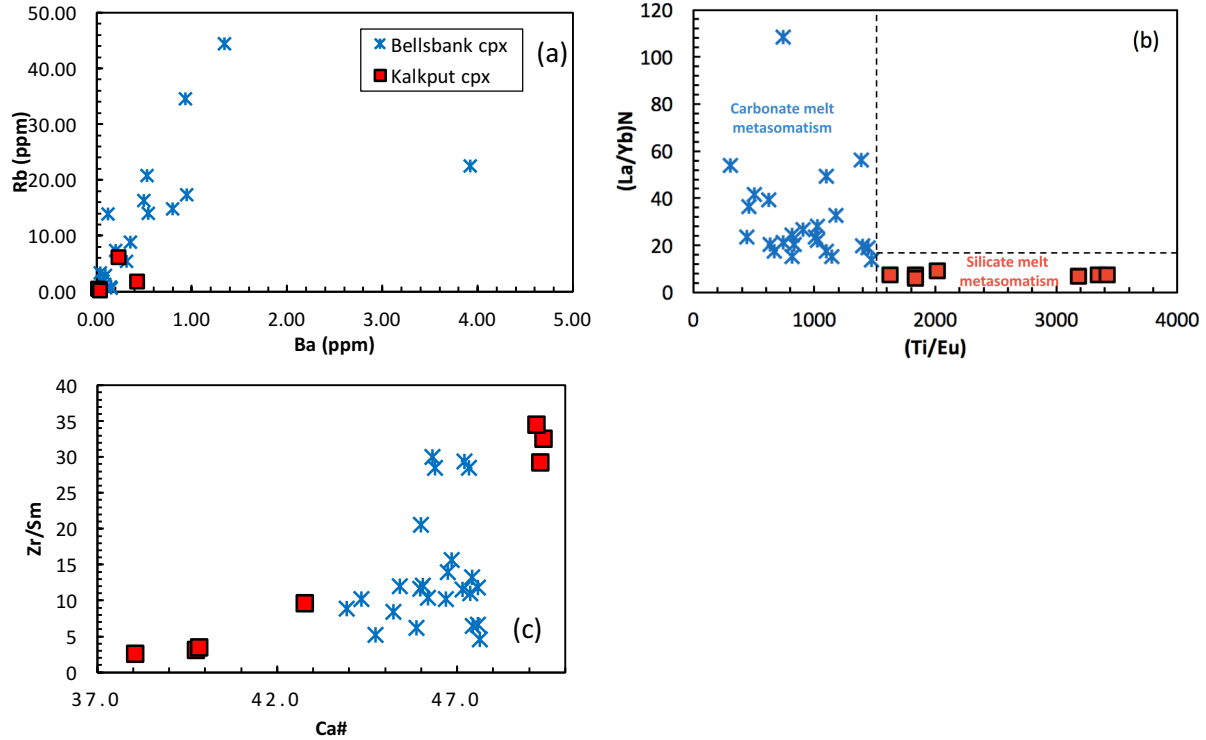 50.00
40.00
30.00
20.00
10.00
0.00
Rb (ppm)
Bellsbank cpx
Kalkput cpx
(a)
0.00 1.00 2.00 3.00 4.00 5.00
Ba (ppm)
120
100
80
60
40
20
0
(La/Yb)N
(b)
Carbonate melt
metasomatism
Silicate melt
metasomatism
0 1000 2000 3000 4000
(Ti/Eu)
40
35
30
25
20
15
10
5
0
Zr/Sm
(c)
37.0 42.0 47.0
Ca#